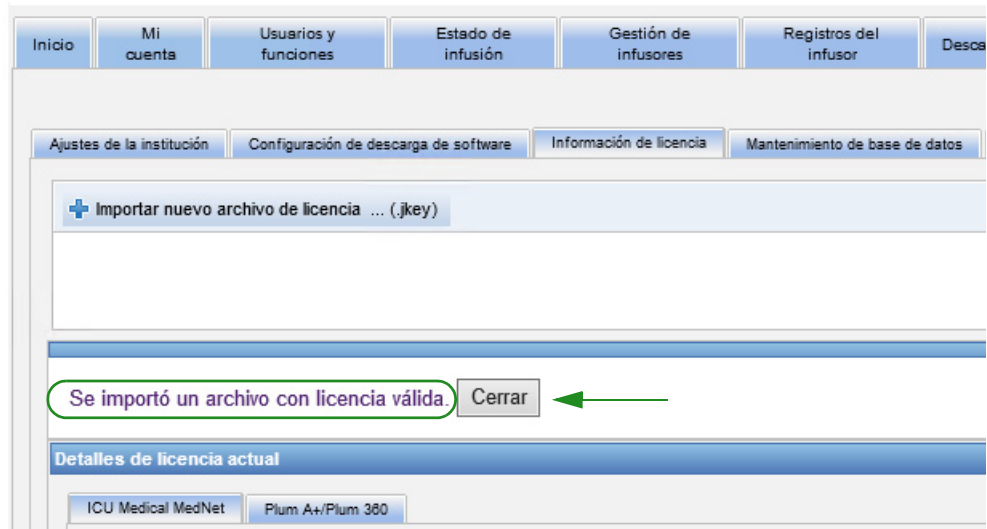 Inicio
Mi cuenta
Usuarios y funciones
Estado de infusión
Gestión de infusores
Registros del infusor
Ajustes de la institución
Configuración de descarga de software
Información de licencia
Mantenimiento de base de datos
Importar nuevo archivo de licencia ... (.jkey)
Se importó un archivo con licencia válida.
Cerrar
Detalles de licencia actual
ICU Medical MedNet
Plum A+/Plum 360